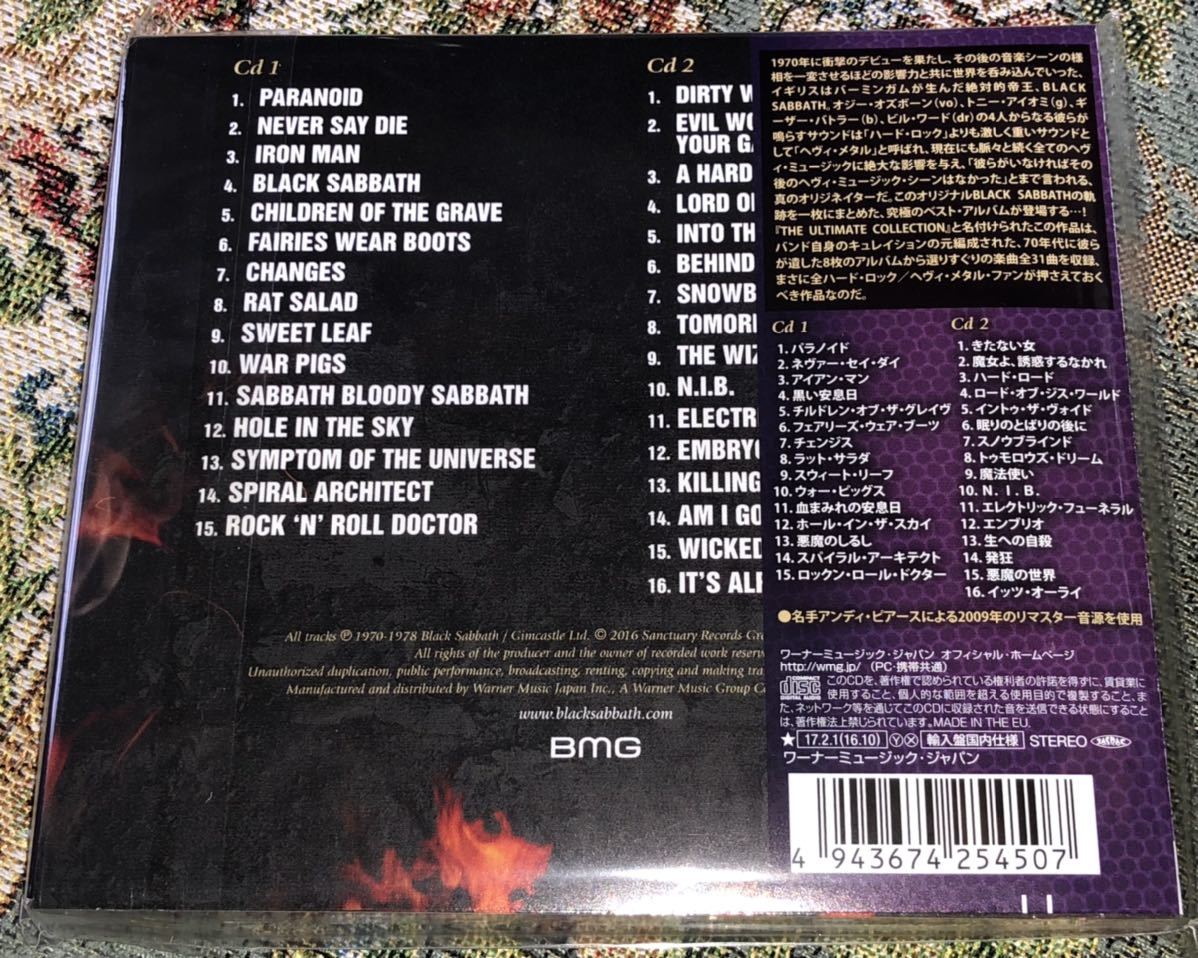 Cd 1
1. PARANOID
2. NEVER SAY DIE
3. IRON MAN
4. BLACK SABBATH
5. CHILDREN OF THE GRAVE
6. FAIRIES WEAR BOOTS
7. CHANGES
8. RAT SALAD
9. SWEET LEAF
10. WAR PIGS
11. SABBATH BLOODY SABBATH
12. HOLE IN THE SKY
13. SYMPTOM OF THE UNIVERSE
14. SPIRAL ARCHITECT
15. ROCK 'N' ROLL DOCTOR
Cd 2
1. DIRTY W
2. EVIL WO
YOUR GA
3. A HARD
4. LORD O
5. INTO TH
6. BEHIND
7. SNOWB
8. TOMOR
9. THE WIZ
10. N.I.B.
11. ELECTR
12. EMBRYO
13. KILLING
14. AM I GO
15. WICKED
16. IT'S AL
All tracks ℗ 1970-1978 Black Sabbath / Gimcastle Ltd. © 2016 Sanctuary Records Gro
All rights of the producer and the owner of recorded work reserv
Unauthorized duplication, public performance, broadcasting, renting, copying and making tra
Manufactured and distributed by Warner Music Japan Inc., A Warner Music Group Co
www.blacksabbath.com
BMG
1970年に衝撃のデビューを果たし、その後の音楽シーンの様
相を一変させるほどの影響力と共に世界を呑み込んでいった、
イギリスはバーミンガムが生んだ絶対的帝王、BLACK
SABBATH。オジー・オズボーン(vo)、トニー・アイオミ(g)、ギ
ーザー・バトラー(b)、ビル・ワード(dr)の4人からなる彼らが
鳴らすサウンドは「ハード・ロック」よりも激しく重いサウンドと
して「ヘヴィ・メタル」と呼ばれ、現在にも脈々と続く全てのヘヴ
ィ・ミュージックに絶大な影響を与え、「彼らがいなければその
後のヘヴィ・ミュージック・シーンはなかった」とまで言われる、
真のオリジネイターだ。このオリジナルBLACK SABBATHの軌
跡を一枚にまとめた、究極のベスト・アルバムが登場する…!
『THE ULTIMATE COLLECTION』と名付けられたこの作品は、
バンド自身のキュレイションの元編成された、70年代に彼ら
が遺した8枚のアルバムから選りすぐりの楽曲全31曲を収録、
まさに全ハード・ロック/ヘヴィ・メタル・ファンが押さえておく
べき作品なのだ。
Cd 1
1. パラノイド
2. ネヴァー・セイ・ダイ
3. アイアン・マン
4. 黒い安息日
5. チルドレン・オブ・ザ・グレイヴ
6. フェアリーズ・ウェア・ブーツ
7. チェンジス
8. ラット・サラダ
9. スウィート・リーフ
10. ウォー・ピッグス
11. 血まみれの安息日
12. ホール・イン・ザ・スカイ
13. 悪魔のしるし
14. スパイラル・アーキテクト
15. ロックン・ロール・ドクター
Cd 2
1. きたない女
2. 魔女よ、誘惑するなかれ
3. ハード・ロード
4. ロード・オブ・ジス・ワールド
5. イントゥ・ザ・ヴォイド
6. 眠りのとばりの後に
7. スノウブラインド
8. トゥモロウズ・ドリーム
9. 魔法使い
10. N. I. B.
11. エレクトリック・フューネラル
12. エンブリオ
13. 生への自殺
14. 発狂
15. 悪魔の世界
16. イッツ・オーライ
●名手アンディ・ピアースによる2009年のリマスター音源を使用
ワーナーミュージック・ジャパン オフィシャル・ホームページ
http://wmg.jp/ (PC・携帯共通)
COMPACT disc DIGITAL AUDIO
このCDを、著作権で認められている権利者の許諾を得ずに、賃貸業に
使用すること、個人的な範囲を超える使用目的で複製すること、ま
た、ネットワーク等を通じてこのCDに収録された音を送信できる状態にすること
は、著作権法上禁じられています。MADE IN THE EU.
★ 17.2.1(16.10) Ⓨ Ⓧ 輸入盤国内仕様 STEREO JASRAC
ワーナーミュージック・ジャパン
4 943674 254507